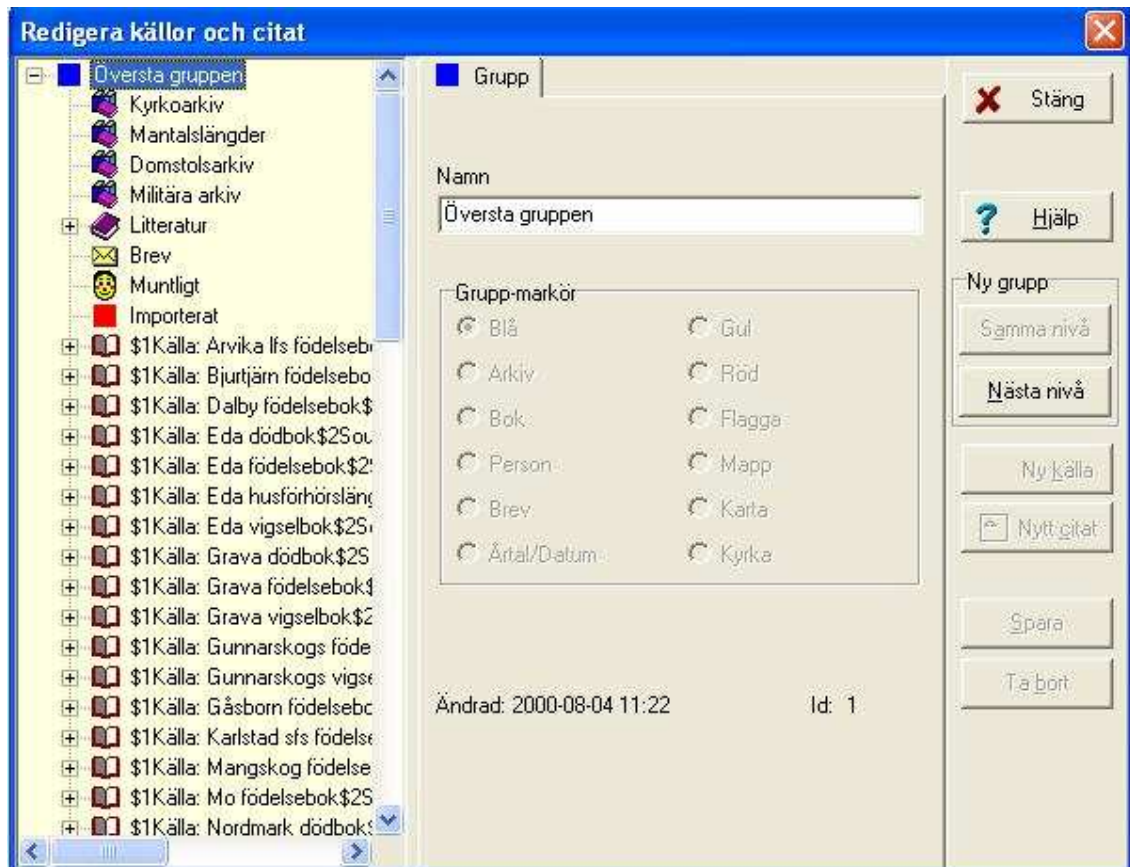 Redigera källor och citat
Översta gruppen
Kyrkoarkiv
Mantalslängder
Domstolsarkiv
Militära arkiv
Litteratur
Brev
Muntligt
Importerat
$1Källa: Arvika lfs födelseb
$1Källa: Bjurtjärn födelsebo
$1Källa: Dalby födelsebok$
$1Källa: Eda dödbok$2Sou
$1Källa: Eda födelsebok$2
$1Källa: Eda husförhörsläng
$1Källa: Eda vigselbok$2S
$1Källa: Grava dödbok$2S
$1Källa: Grava födelsebok$
$1Källa: Grava vigselbok$2
$1Källa: Gunnarskogs föde
$1Källa: Gunnarskogs vigse
$1Källa: Gåsborn födelsebo
$1Källa: Karlstad sfs födelse
$1Källa: Mangskog födelse
$1Källa: Mo födelsebok$2S
$1Källa: Nordmark dödbok$
Grupp
Namn
Översta gruppen
Grupp-markör
Blå Gul
Arkiv Röd
Bok Flagga
Person Mapp
Brev Karta
Årtal/Datum Kyrka
Ändrad: 2000-08-04 11:22 Id: 1
Stäng
Hjälp
Ny grupp
Samma nivå
Nästa nivå
Ny källa
Nytt citat
Spara
Ta bort